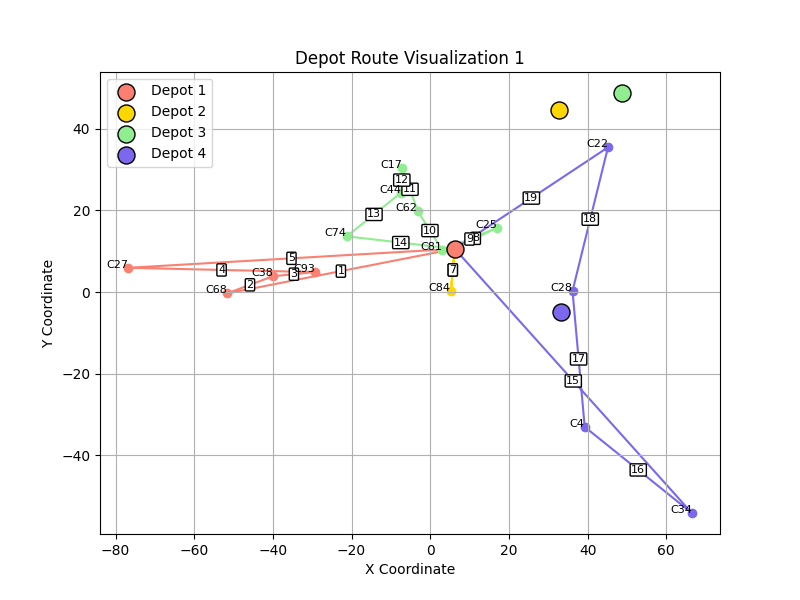 Depot Route Visualization 1
Depot 1
Depot 2
Depot 3
Depot 4
Y Coordinate
40
20
0
−20
−40
C22
19
18
C17
12
11
C44
C62
13
C74
10
14
C81
C25
9
C27
5
4
C38
3
C93
2
C68
1
7
C84
C28
17
15
C4
16
C34
−80
−60
−40
−20
0
20
40
60
X Coordinate